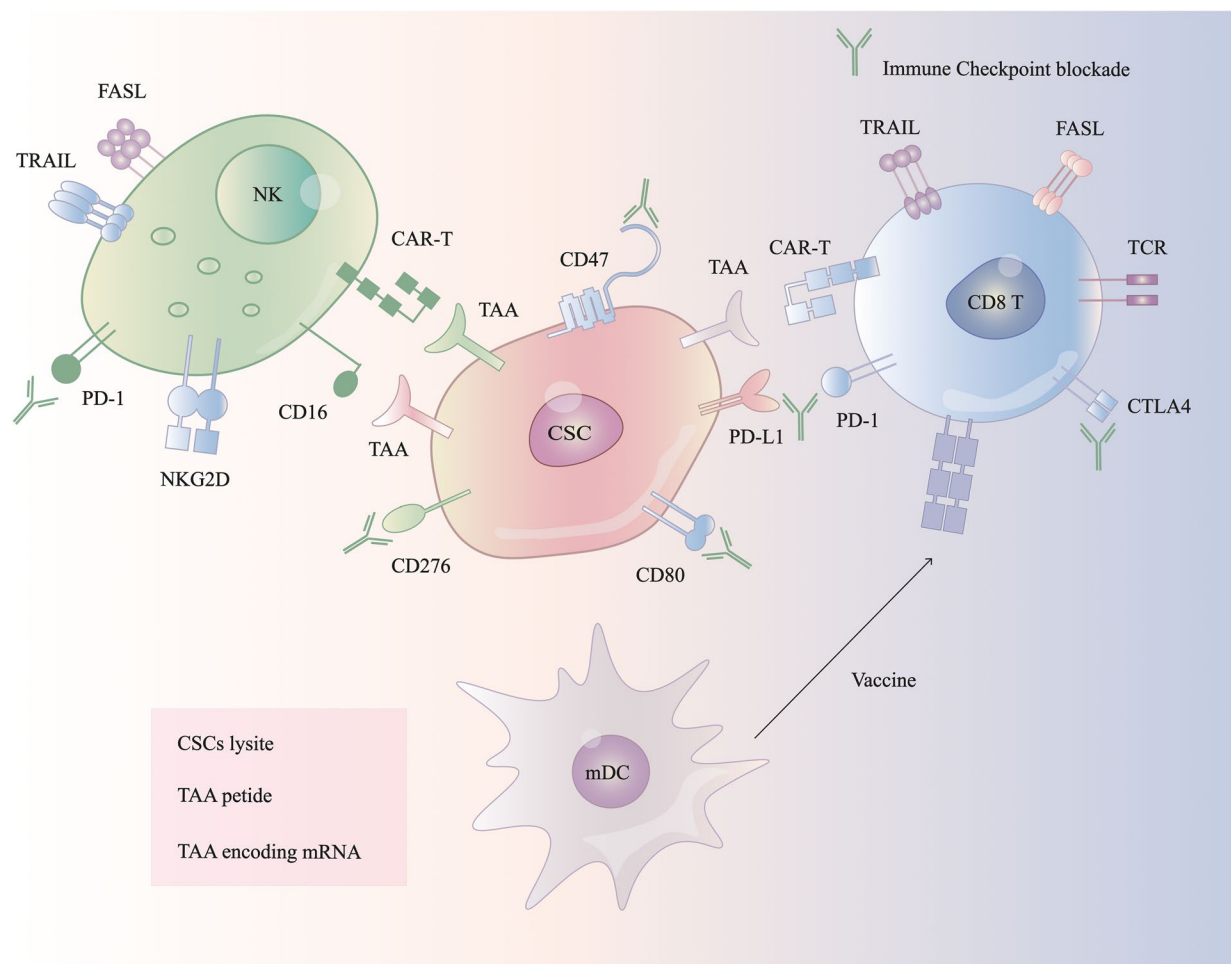 Immune Checkpoint blockade
FASL
TRAIL
NK
CAR-T
PD-1
CD16
NKG2D
TAA
TAA
CD47
TAA
CSC
PD-L1
CD276
CD80
TRAIL
FASL
CAR-T
TCR
CD8 T
PD-1
CTLA4
Vaccine
mDC
CSCs lysite
TAA petide
TAA encoding mRNA